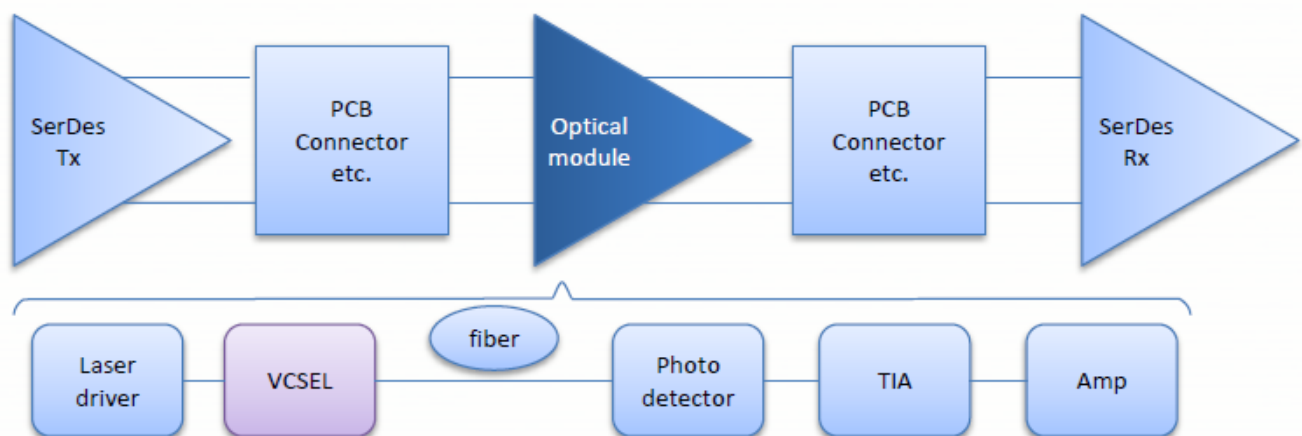 SerDes
Tx
PCB
Connector
etc.
Optical
module
PCB
Connector
etc.
SerDes
Rx
Laser
driver
VCSEL
fiber
Photo
detector
TIA
Amp